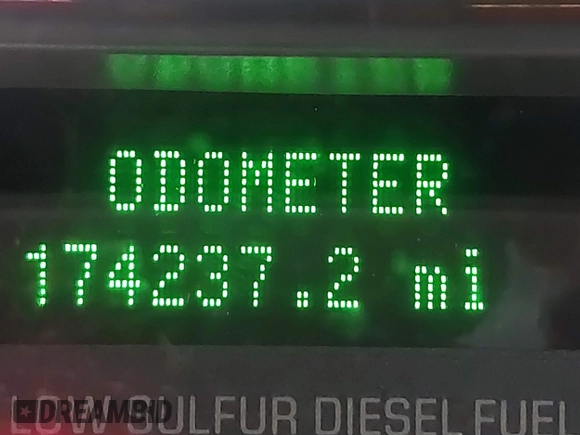 ODOMETER
174237.2 mi
LOW SULFUR DIESEL FUEL
DREAMBID